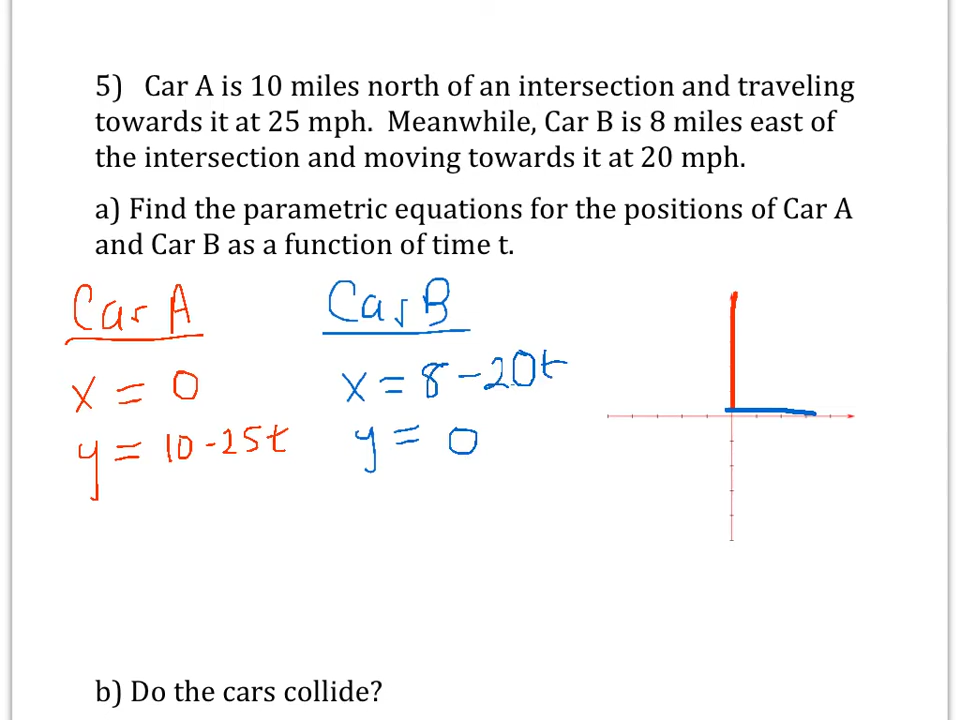 5) Car A is 10 miles north of an intersection and traveling
towards it at 25 mph. Meanwhile, Car B is 8 miles east of
the intersection and moving towards it at 20 mph.
a) Find the parametric equations for the positions of Car A
and Car B as a function of time t.
Car A
x = 0
y = 10 - 25t
Car B
x = 8 - 20t
y = 0
b) Do the cars collide?